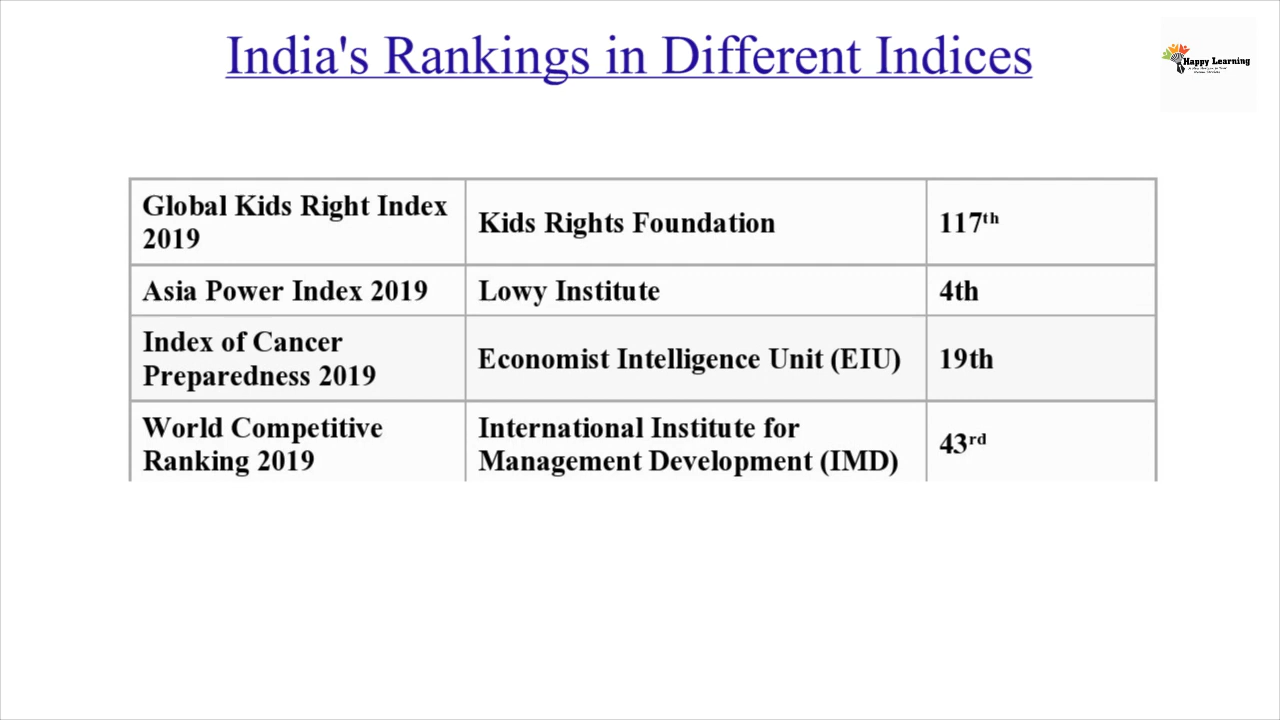 India's Rankings in Different Indices
Happy Learning
Global Kids Right Index
2019
Kids Rights Foundation
117th
Asia Power Index 2019
Lowy Institute
4th
Index of Cancer
Preparedness 2019
Economist Intelligence Unit (EIU)
19th
World Competitive
Ranking 2019
International Institute for
Management Development (IMD)
43rd